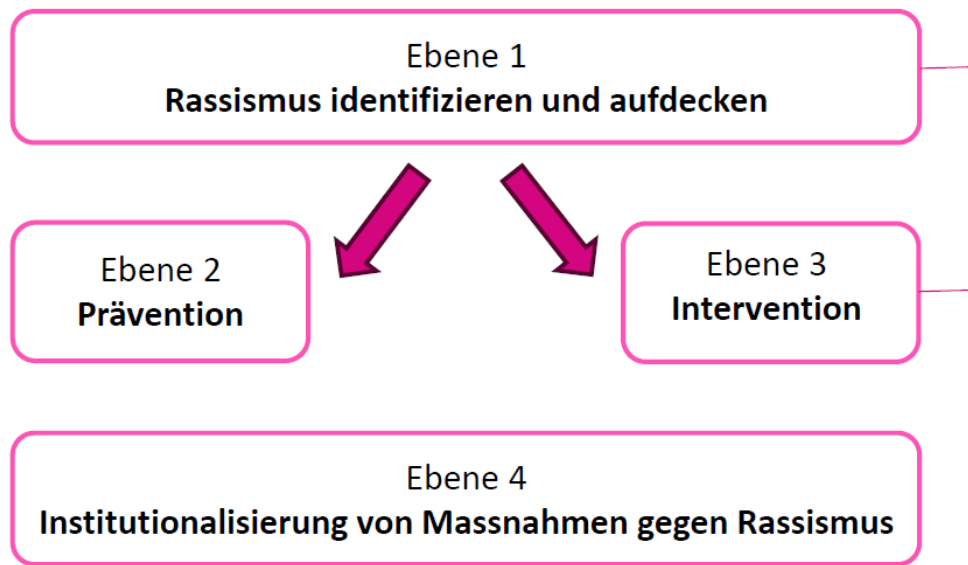 Ebene 1
Rassismus identifizieren und aufdecken
Ebene 2
Prävention
Ebene 3
Intervention
Ebene 4
Institutionalisierung von Massnahmen gegen Rassismus